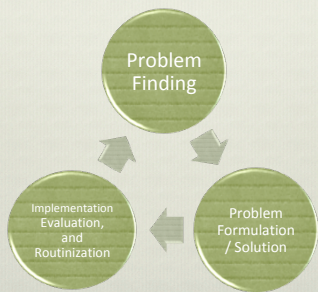 Problem
Finding
Problem
Formulation
/ Solution
Implementation
Evaluation,
and
Routinization